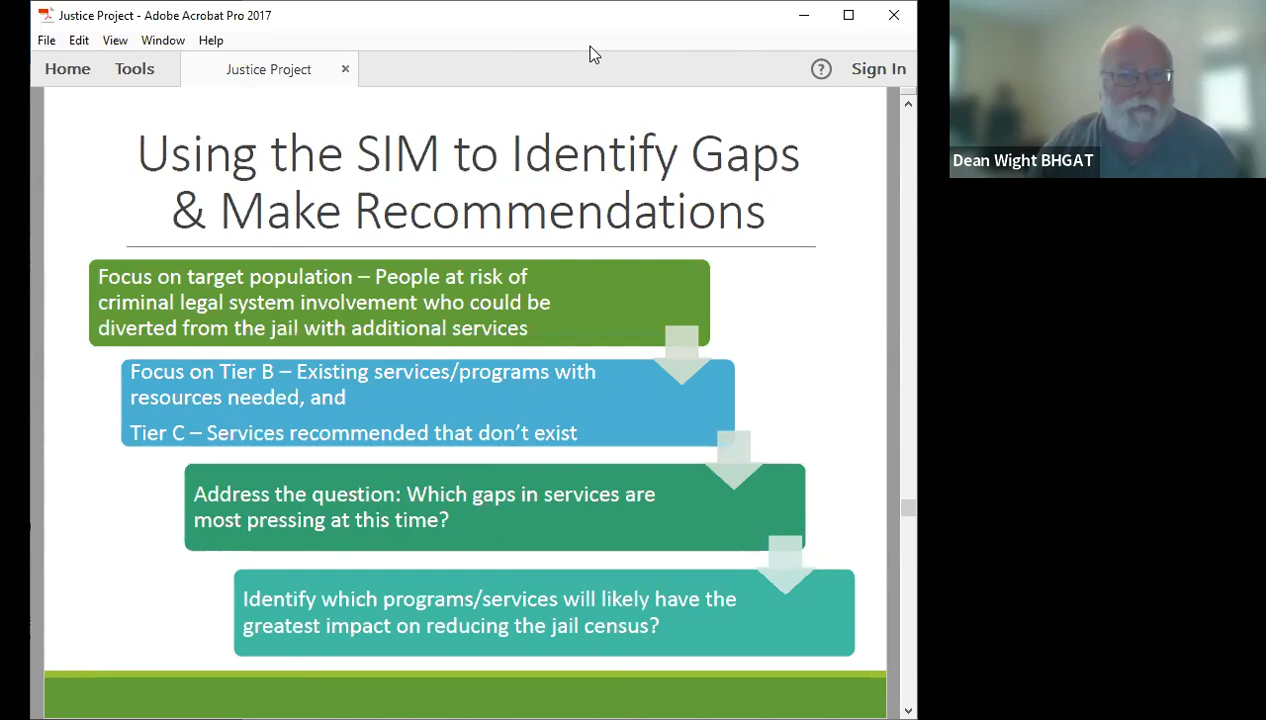 Justice Project - Adobe Acrobat Pro 2017
File Edit View Window Help
Home Tools Justice Project × ? Sign In
Using the SIM to Identify Gaps
& Make Recommendations
Focus on target population – People at risk of
criminal legal system involvement who could be
diverted from the jail with additional services
Focus on Tier B – Existing services/programs with
resources needed, and
Tier C – Services recommended that don’t exist
Address the question: Which gaps in services are
most pressing at this time?
Identify which programs/services will likely have the
greatest impact on reducing the jail census?
Dean Wight BHGAT